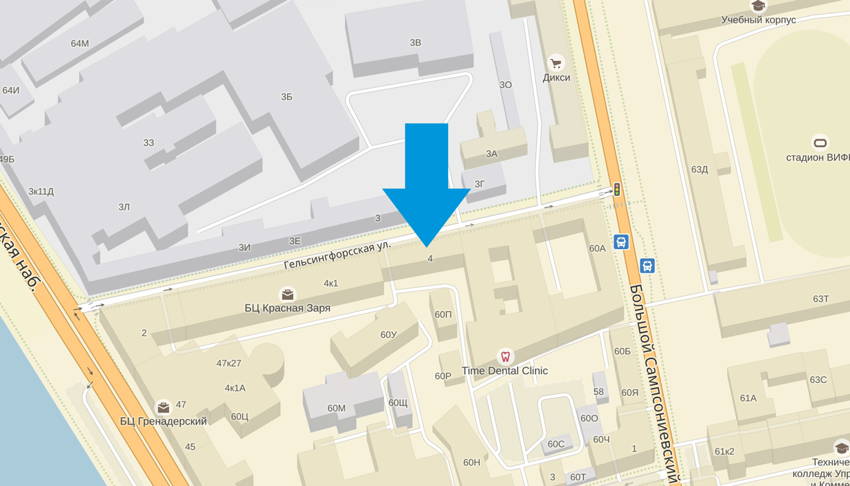 Учебный корпус
64М
3В
Дикси
64И
3Б
3О
33
49Б
3А
стадион ВИФ
63Д
3к11Д
3Г
3Л
3
3И
3Е
Гельсингфорсская ул.
60А
4
ская наб.
4к1
БЦ Красная Заря
63Т
60П
2
60У
Большой Сампсониевский
60Б
47к27
Time Dental Clinic
60Р
63С
4к1А
58
60Я
61А
47
60Щ
60М
БЦ Гренадерский
60Ц
60О
60Ч
45
60С
1
61к2
60Н
3
60Т
Техниче
колледж Упр
и Комме